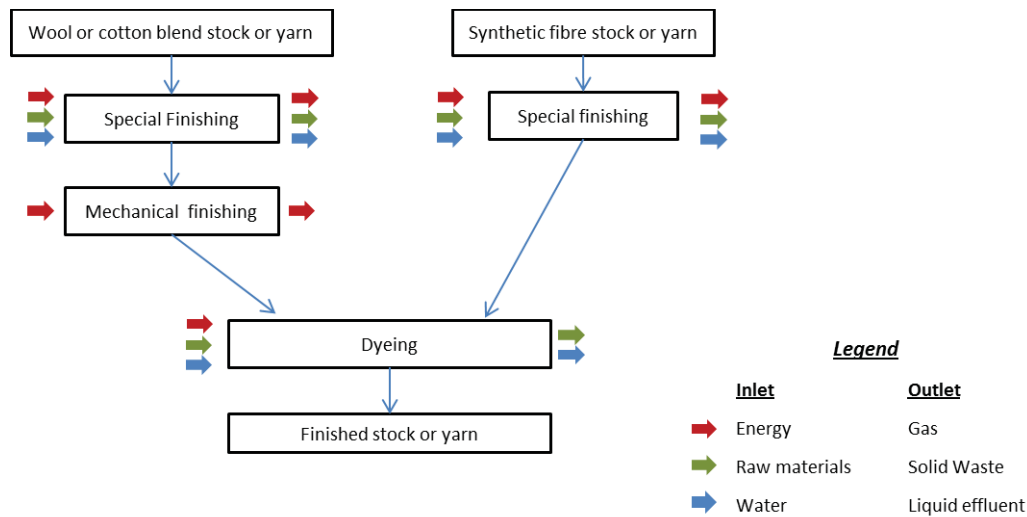 Wool or cotton blend stock or yarn
Synthetic fibre stock or yarn
Special Finishing
Special finishing
Mechanical finishing
Dyeing
Finished stock or yarn
Legend
Inlet
Outlet
Energy
Gas
Raw materials
Solid Waste
Water
Liquid effluent